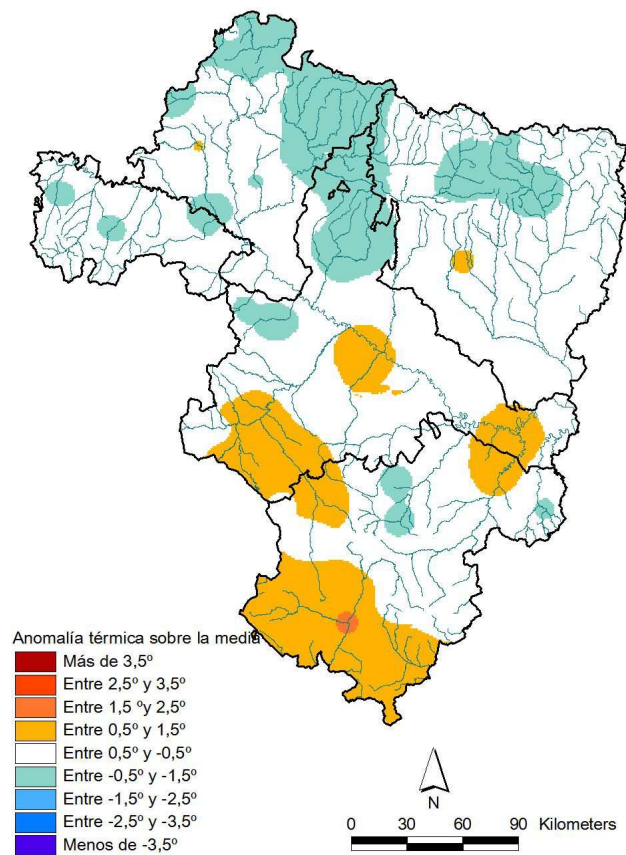 Anomalía térmica sobre la media
Más de 3,5º
Entre 2,5º y 3,5º
Entre 1,5 ºy 2,5º
Entre 0,5º y 1,5º
Entre 0,5º y -0,5º
Entre -0,5º y -1,5º
Entre -1,5º y -2,5º
Entre -2,5º y -3,5º
Menos de -3,5º
N
0 30 60 90 Kilometers